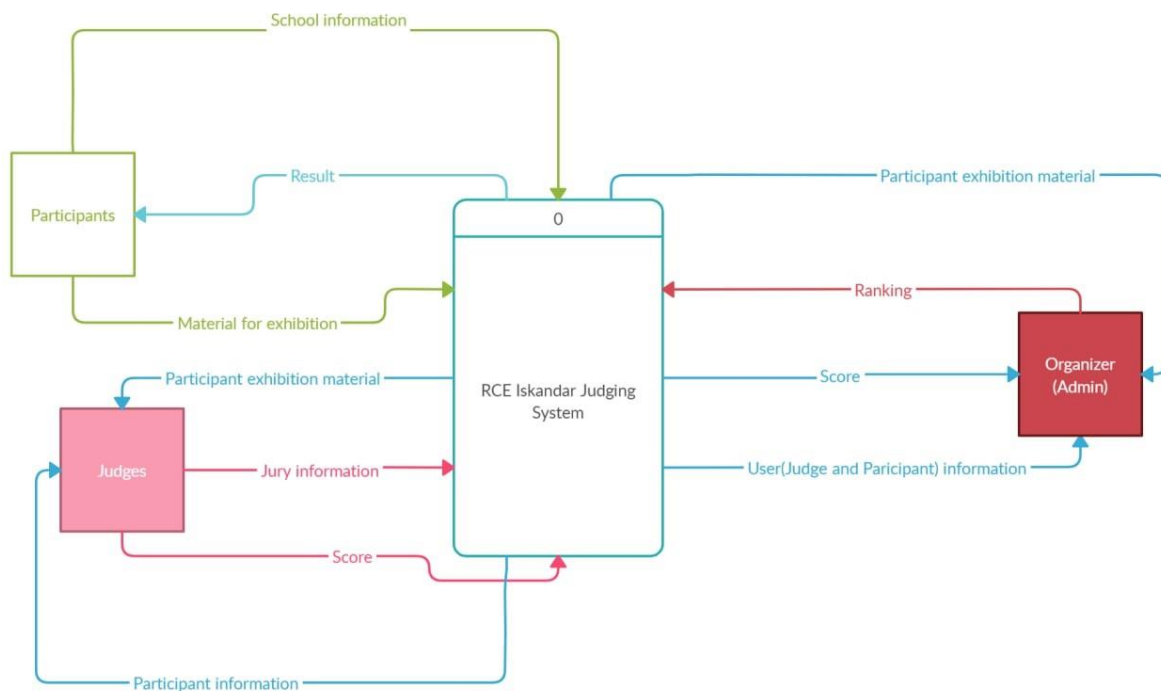 School information
Result
Participant exhibition material
Participants
0
Ranking
Material for exhibition
Organizer
(Admin)
Participant exhibition material
RCE Iskandar Judging
System
Score
Judges
Jury information
User(Judge and Paricipant) information
Score
Participant information